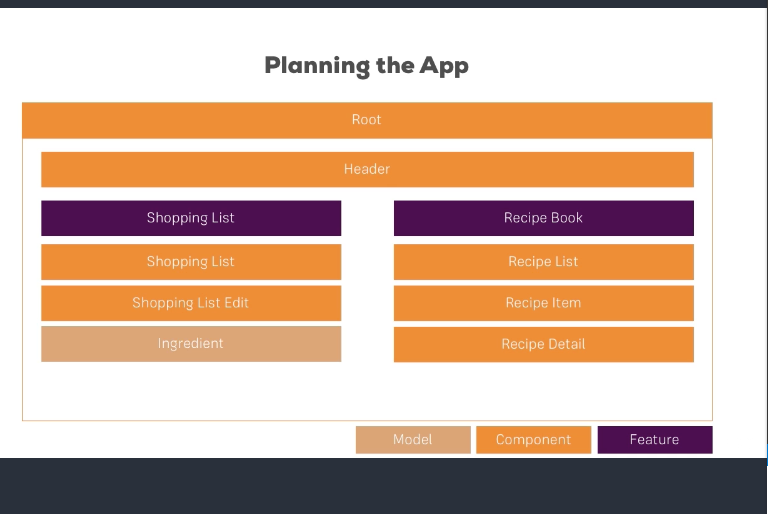 Planning the App
Root
Header
Shopping List
Recipe Book
Shopping List
Recipe List
Shopping List Edit
Recipe Item
Ingredient
Recipe Detail
Model
Component
Feature